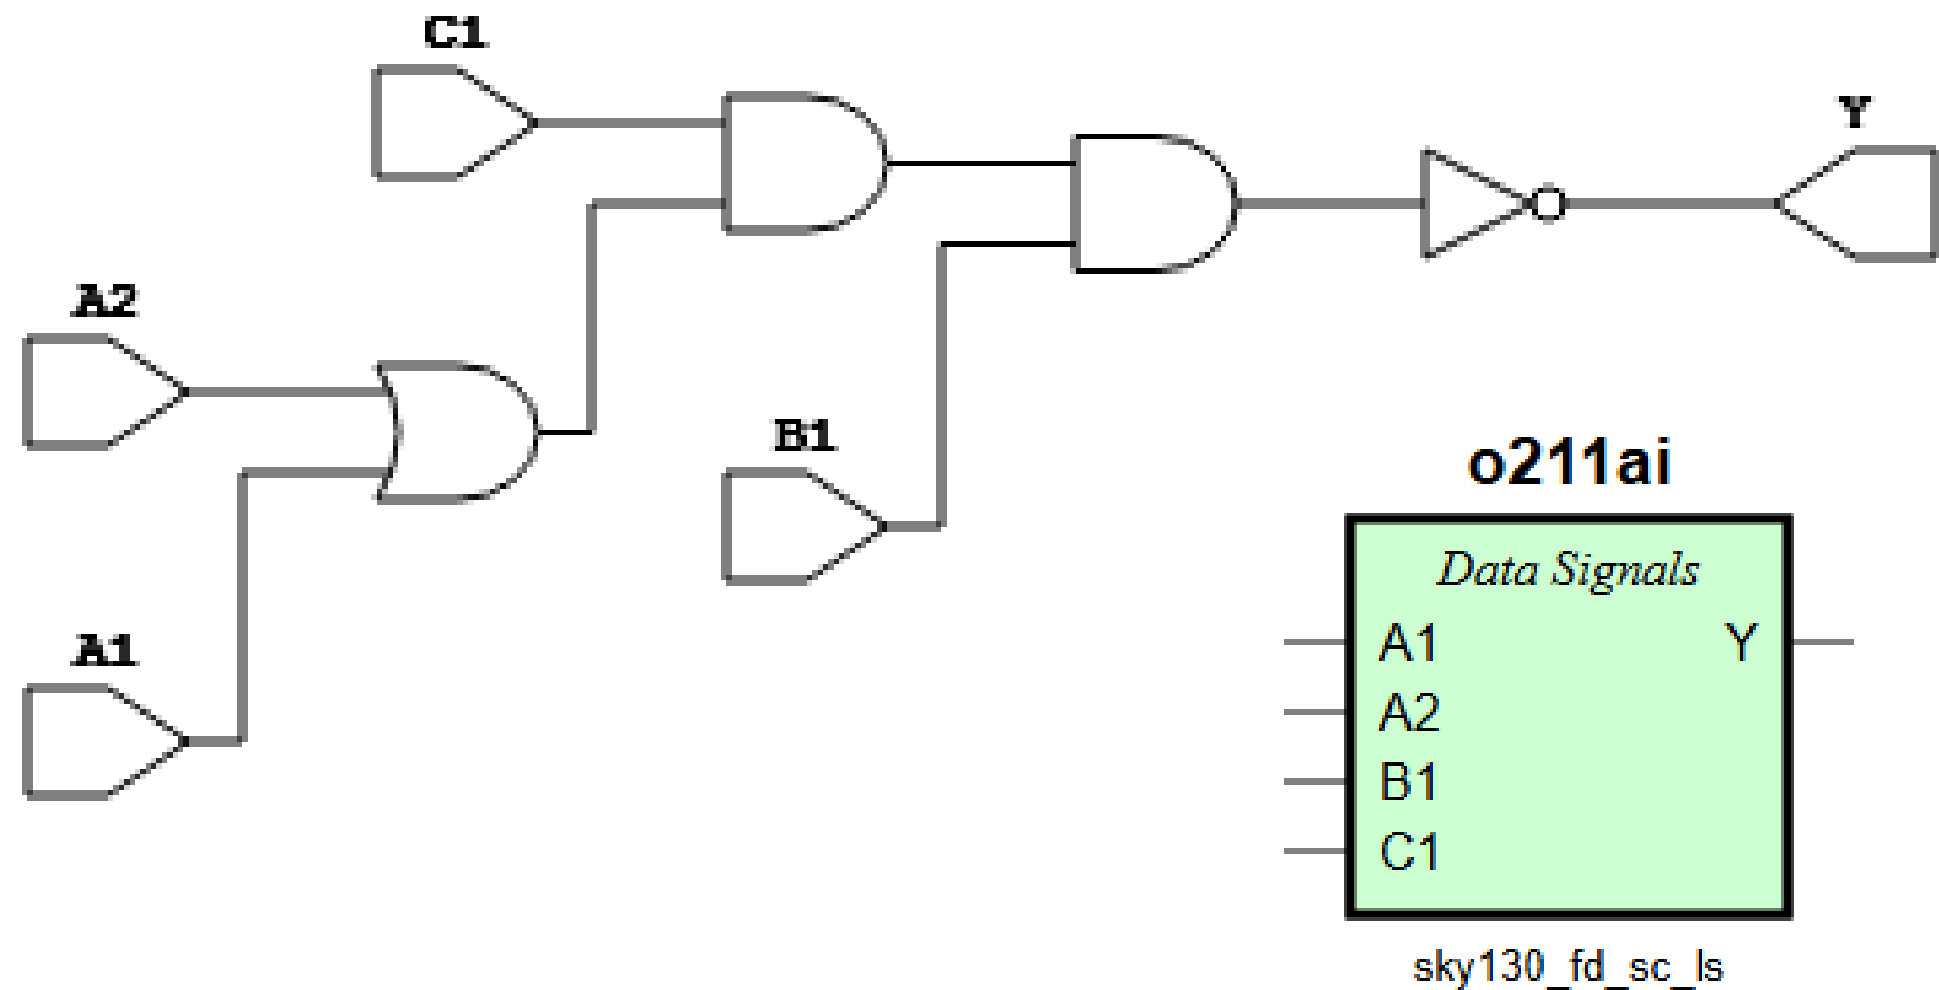 C1
Y
A2
B1
A1
o211ai
Data Signals
A1 Y
A2
B1
C1
sky130_fd_sc_ls